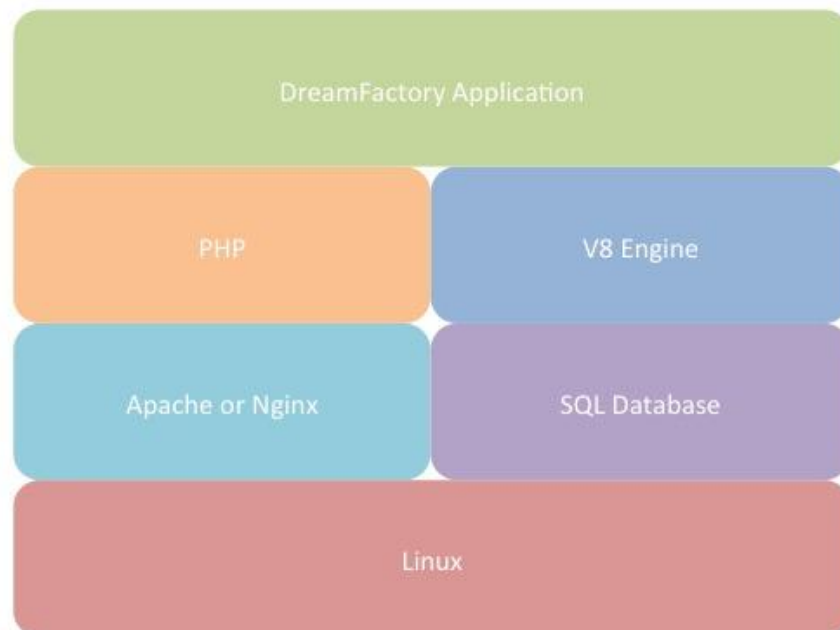 DreamFactory Application
PHP
V8 Engine
Apache or Nginx
SQL Database
Linux